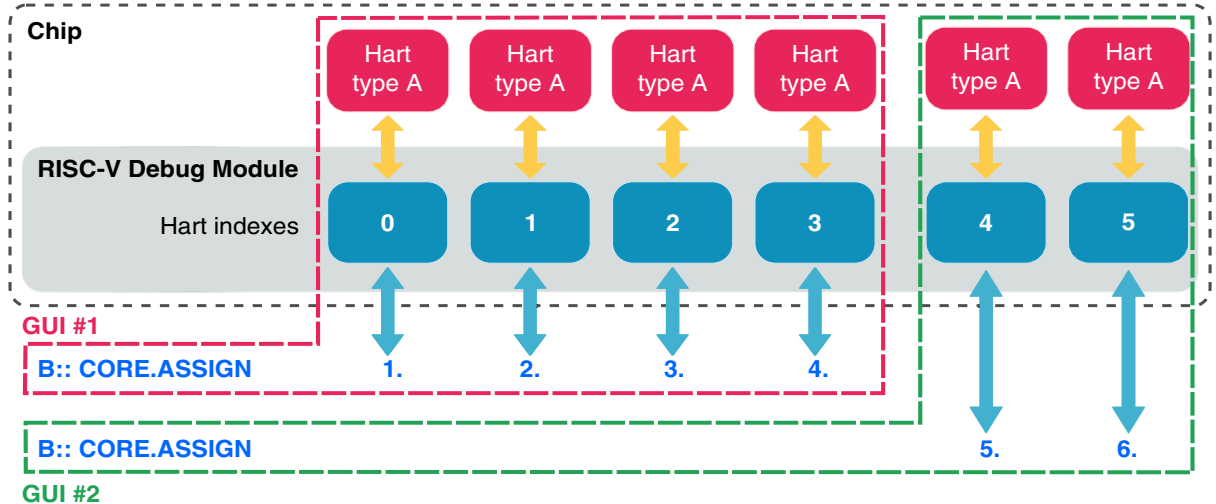 Chip
Hart type A
Hart type A
Hart type A
Hart type A
Hart type A
Hart type A
RISC-V Debug Module
Hart indexes 0 1 2 3 4 5
GUI #1
B:: CORE.ASSIGN 1. 2. 3. 4.
B:: CORE.ASSIGN 5. 6.
GUI #2